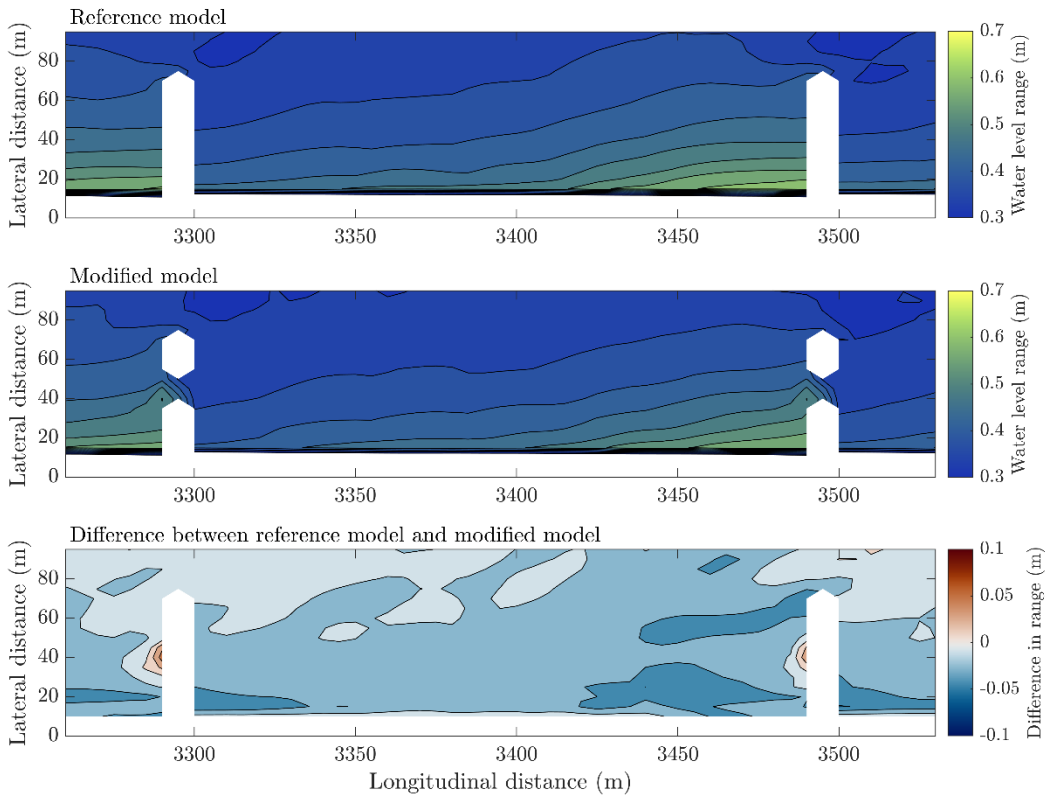 Reference model
Lateral distance (m)
80
60
40
20
0
3300 3350 3400 3450 3500
0.7
0.6
0.5
0.4
0.3
Water level range (m)
Modified model
Lateral distance (m)
80
60
40
20
0
3300 3350 3400 3450 3500
0.7
0.6
0.5
0.4
0.3
Water level range (m)
Difference between reference model and modified model
Lateral distance (m)
80
60
40
20
0
3300 3350 3400 3450 3500
Longitudinal distance (m)
0.1
0.05
0
-0.05
-0.1
Difference in range (m)